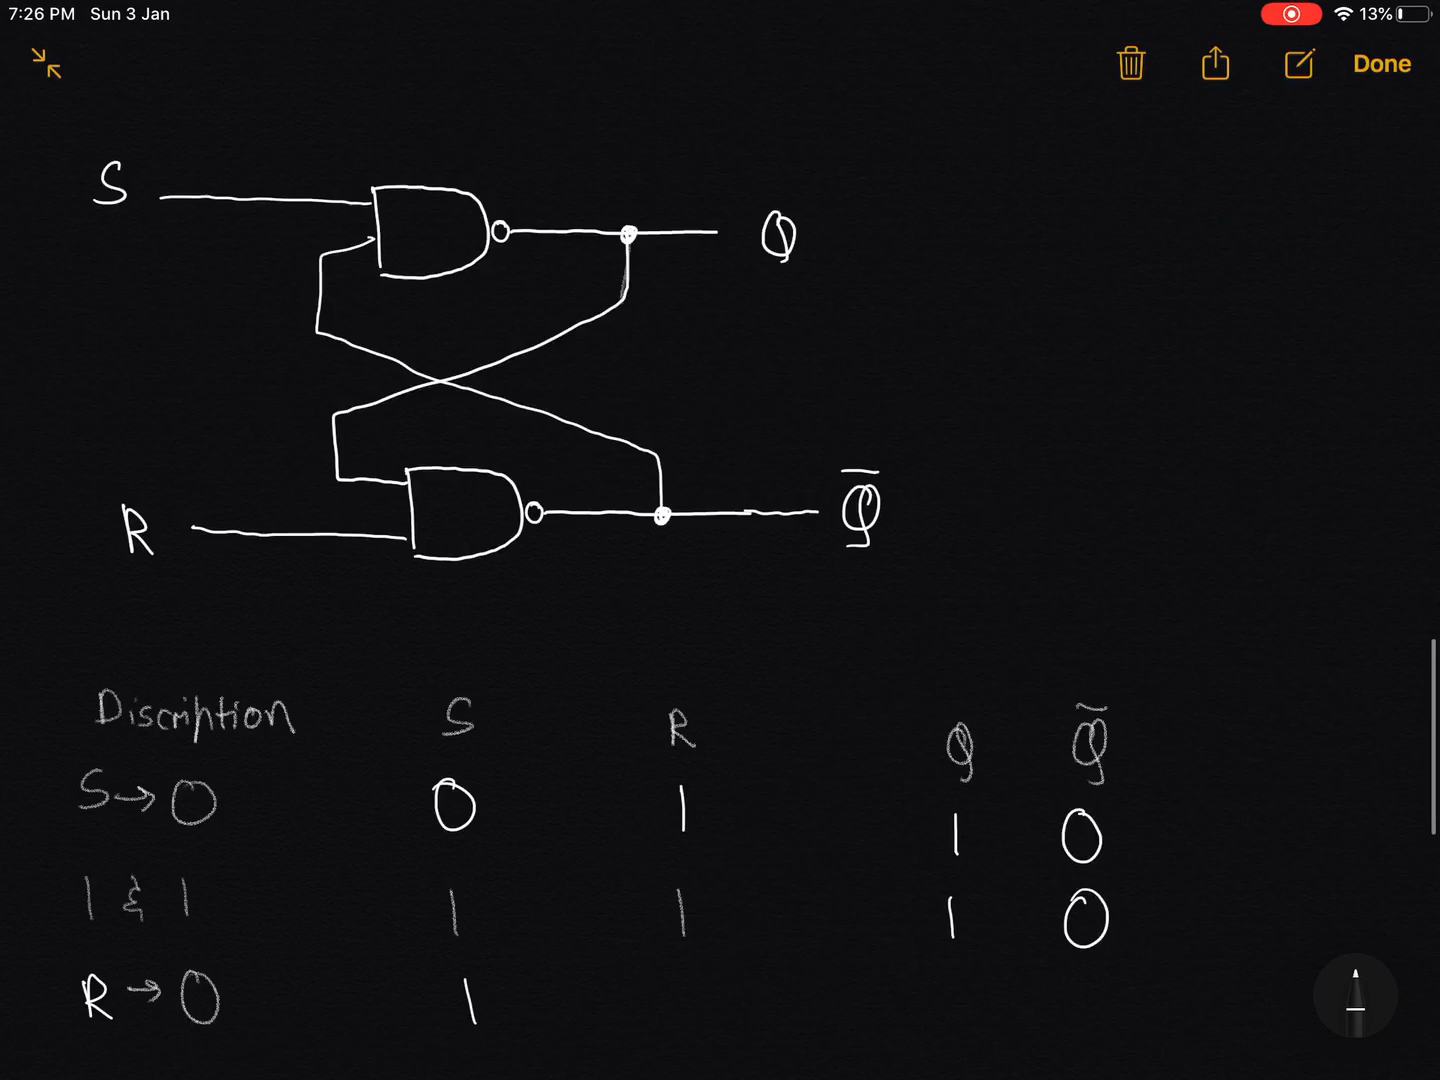 7:26 PM Sun 3 Jan 13%
Done
S
Q
R
Q̅
Discription S R Q Q̅
S→0 0 1 1 0
1 & 1 1 1 1 0
R→0 1